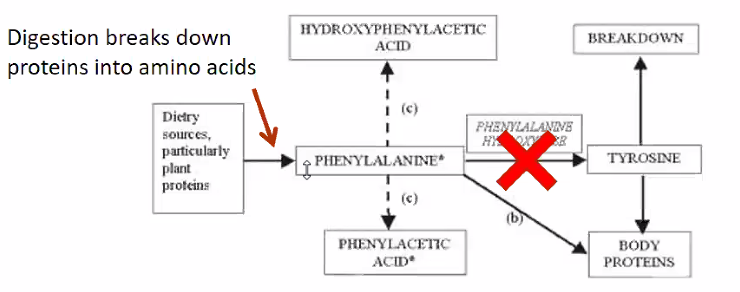 Digestion breaks down
proteins into amino acids
HYDROXYPHENYLACETIC
ACID
BREAKDOWN
(c)
Dietry
sources,
particularly
plant
proteins
PHENYLALANINE
PHENYLALANINE*
TYROSINE
(c)
(b)
PHENYLACETIC
ACID*
BODY
PROTEINS